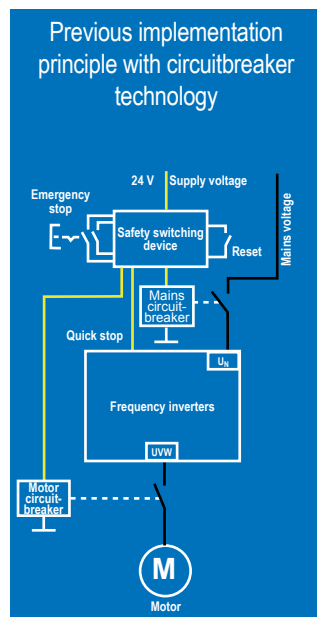 Previous implementation
principle with circuitbreaker
technology
24 V
Supply voltage
Emergency
stop
Mains voltage
Safety switching
device
Reset
Mains
circuit-
breaker
Quick stop
UN
Frequency inverters
UVW
Motor
circuit-
breaker
M
Motor